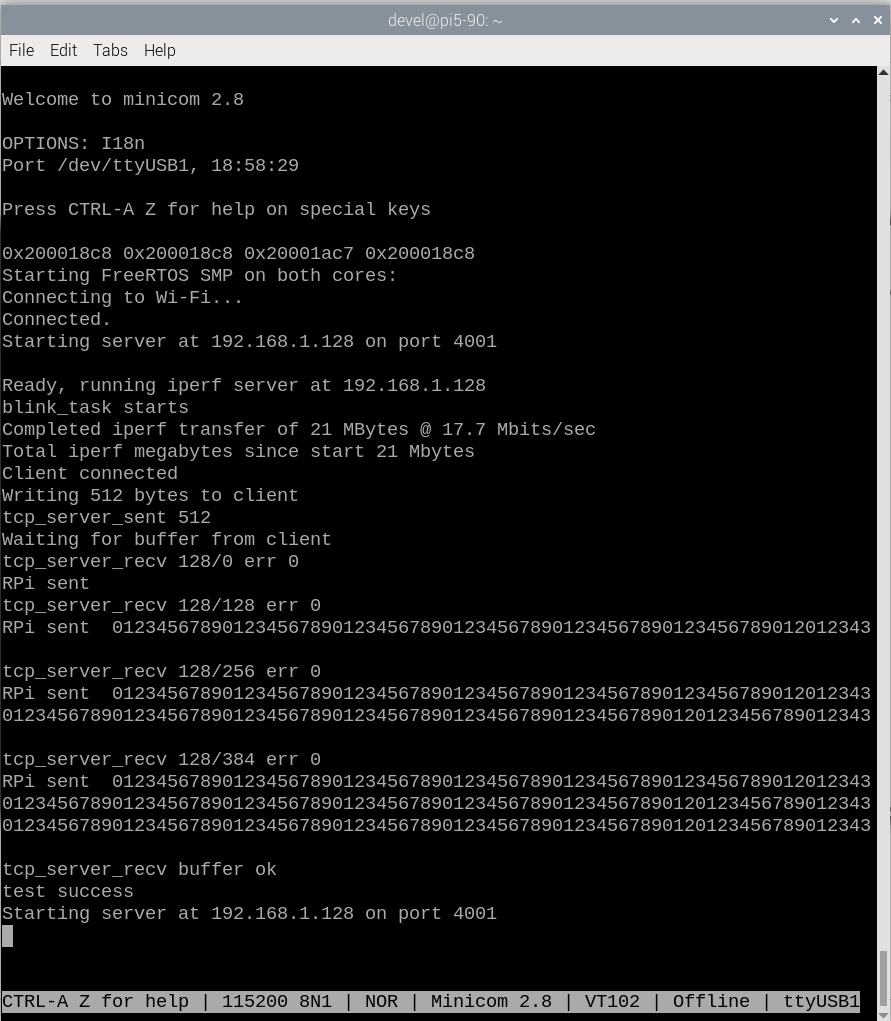 devel@pi5-90: ~
File Edit Tabs Help
Welcome to minicom 2.8
OPTIONS: I18n
Port /dev/ttyUSB1, 18:58:29
Press CTRL-A Z for help on special keys
0x200018c8 0x200018c8 0x20001ac7 0x200018c8
Starting FreeRTOS SMP on both cores:
Connecting to Wi-Fi...
Connected.
Starting server at 192.168.1.128 on port 4001
Ready, running iperf server at 192.168.1.128
blink_task starts
Completed iperf transfer of 21 MBytes @ 17.7 Mbits/sec
Total iperf megabytes since start 21 Mbytes
Client connected
Writing 512 bytes to client
tcp_server_sent 512
Waiting for buffer from client
tcp_server_recv 128/0 err 0
RPi sent
tcp_server_recv 128/128 err 0
RPi sent  012345678901234567890123456789012345678901234567890123456789012012343
tcp_server_recv 128/256 err 0
RPi sent  012345678901234567890123456789012345678901234567890123456789012012343
0123456789012345678901234567890123456789012345678901234567890120123456789012343
tcp_server_recv 128/384 err 0
RPi sent  012345678901234567890123456789012345678901234567890123456789012012343
0123456789012345678901234567890123456789012345678901234567890120123456789012343
0123456789012345678901234567890123456789012345678901234567890120123456789012343
tcp_server_recv buffer ok
test success
Starting server at 192.168.1.128 on port 4001
CTRL-A Z for help | 115200 8N1 | NOR | Minicom 2.8 | VT102 | Offline | ttyUSB1